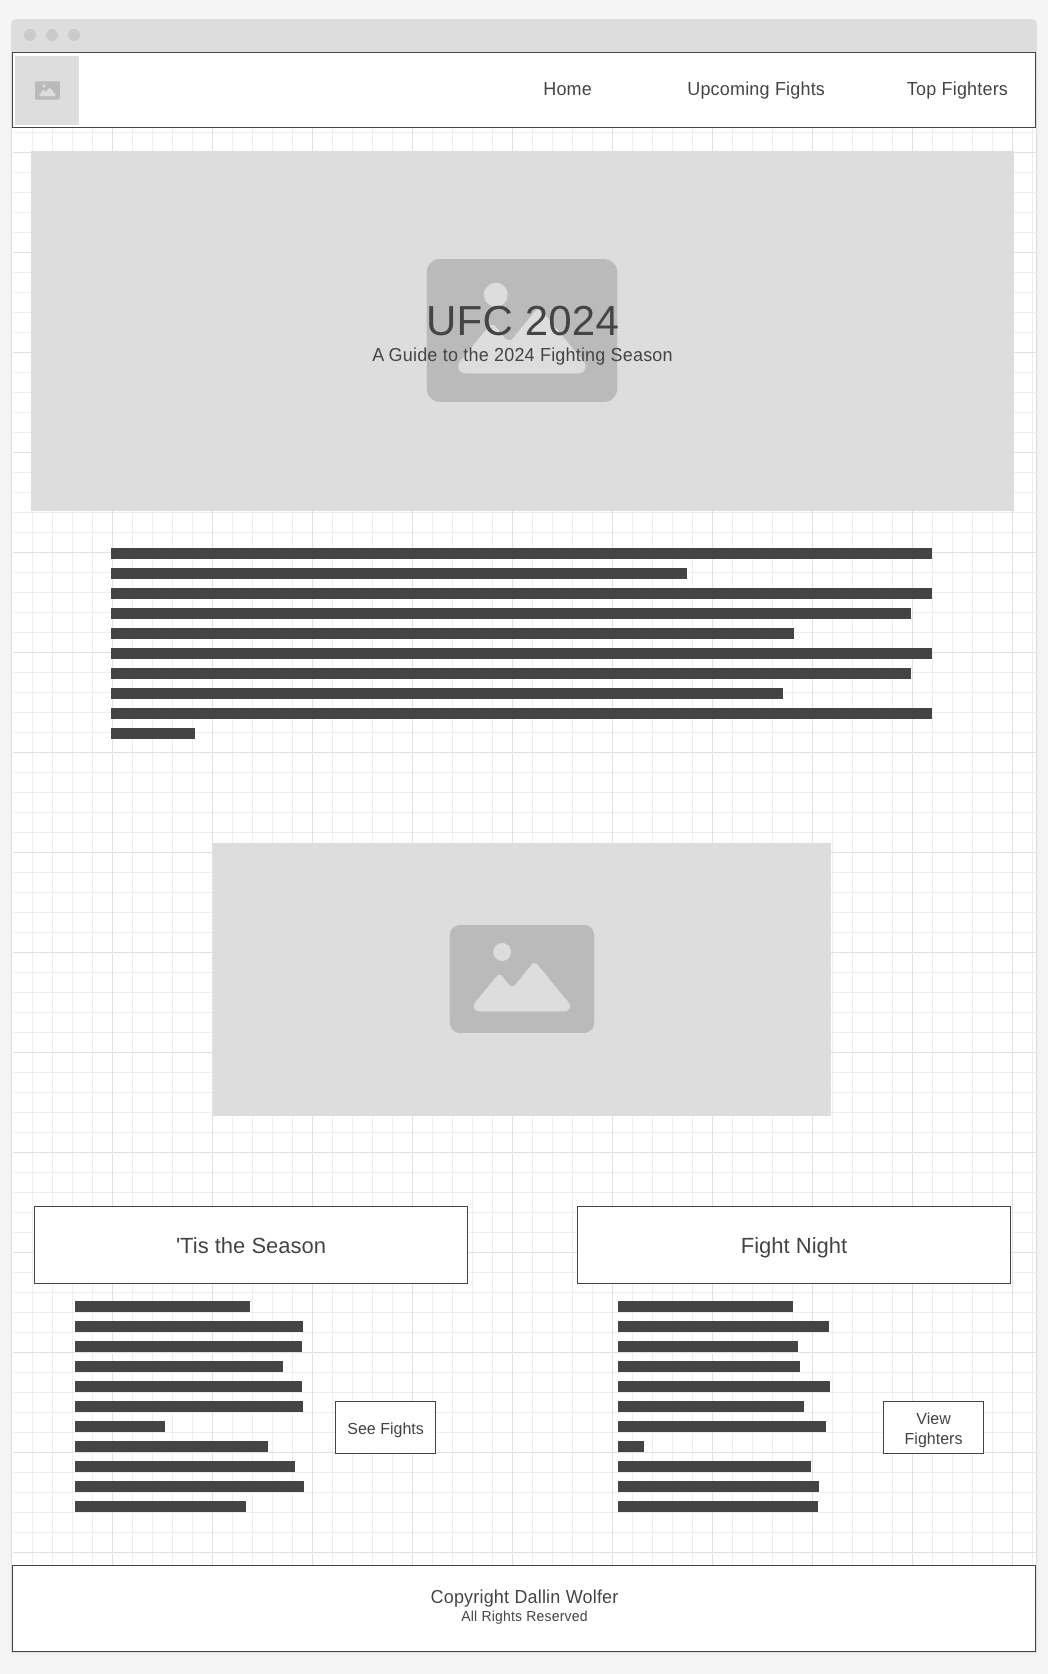 Home Upcoming Fights Top Fighters
UFC 2024
A Guide to the 2024 Fighting Season
'Tis the Season
Fight Night
See Fights
View
Fighters
Copyright Dallin Wolfer
All Rights Reserved